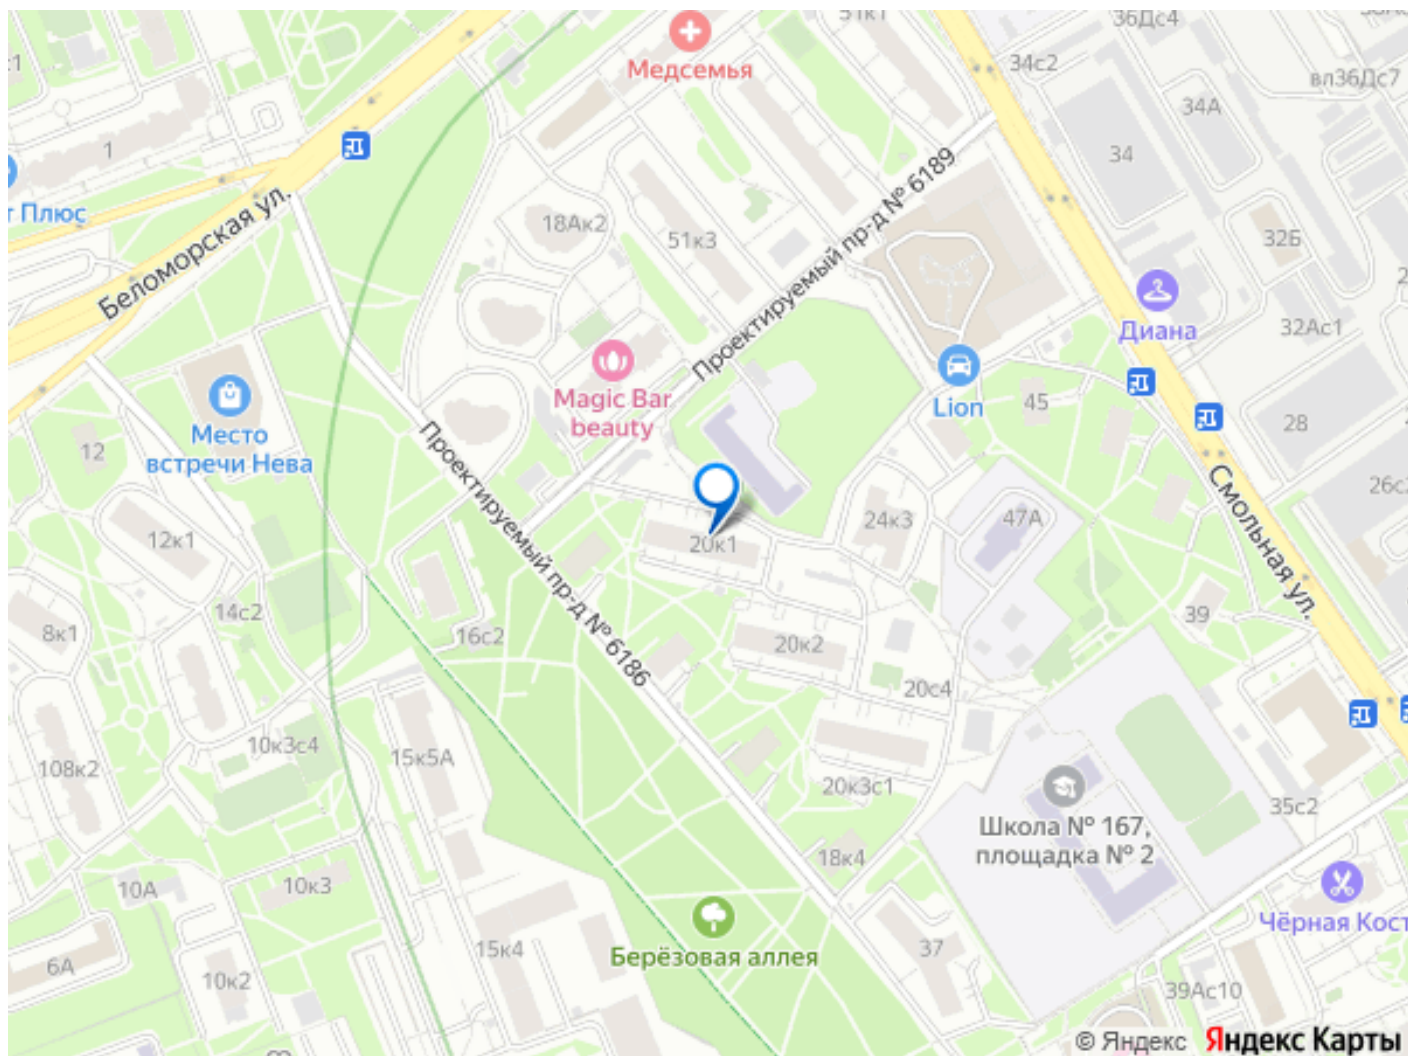 51к1
36Дс4
Медсемья
34с2
вл36Дс7
34А
34
1
т Плюс
Беломорская ул.
18Ак2
51к3
Проектируемый пр-д № 6189
32Б
Диана
32Ас1
Magic Bar
beauty
Lion
45
28
Место
встречи Нева
12
Проектируемый пр-д № 6186
Смольная ул.
26с2
12к1
24к3
47А
20к1
14с2
8к1
16с2
20к2
39
20с4
10к3с4
15к5А
108к2
20к3с1
35с2
Школа № 167,
площадка № 2
18к4
10А
10к3
Чёрная Кост
Берёзовая аллея
15к4
37
6А
10к2
39Ас10
© Яндекс Яндекс Карты